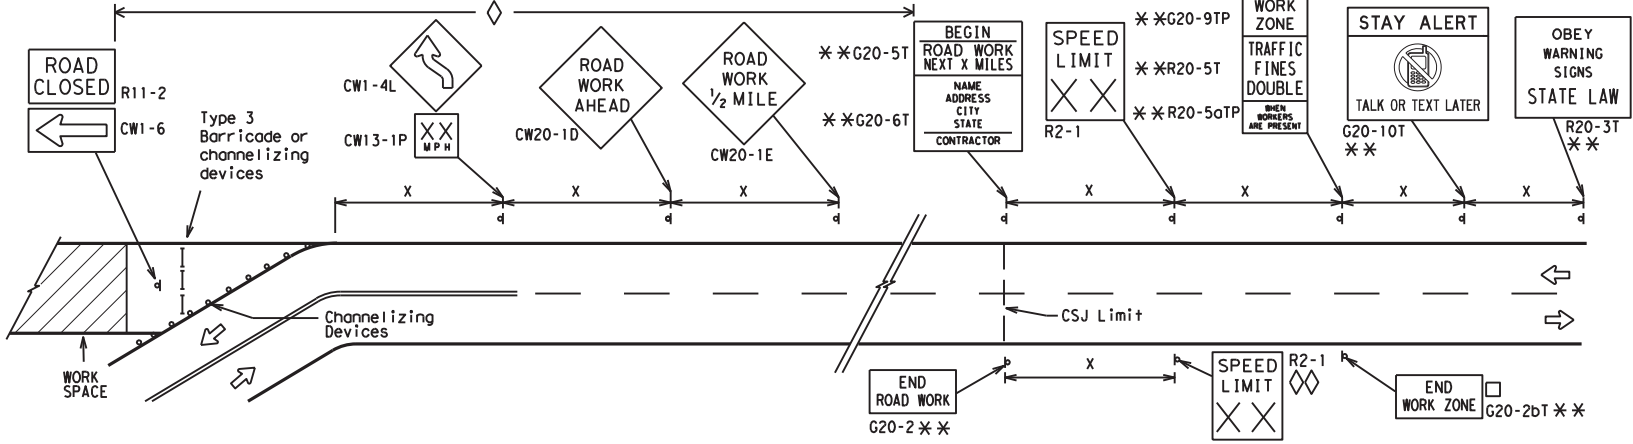 ROAD
CLOSED
R11-2
CW1-6
Type 3
Barricade or
channelizing
devices
CW1-4L
XX
MPH
CW13-1P
ROAD
WORK
AHEAD
CW20-1D
ROAD
WORK
1/2 MILE
CW20-1E
**G20-5T
**G20-6T
BEGIN
ROAD WORK
NEXT X MILES
NAME
ADDRESS
CITY
STATE
CONTRACTOR
SPEED
LIMIT
XX
R2-1
**G20-9TP
**R20-5T
**R20-5aTP
WORK
ZONE
TRAFFIC
FINES
DOUBLE
WHEN
WORKERS
ARE PRESENT
STAY ALERT
TALK OR TEXT LATER
G20-10T
**
OBEY
WARNING
SIGNS
STATE LAW
R20-3T
**
X
X
X
X
X
X
X
Channelizing
Devices
CSJ Limit
WORK
SPACE
END
ROAD WORK
G20-2 **
X
SPEED
LIMIT
XX
R2-1
END
WORK ZONE
G20-2bT **